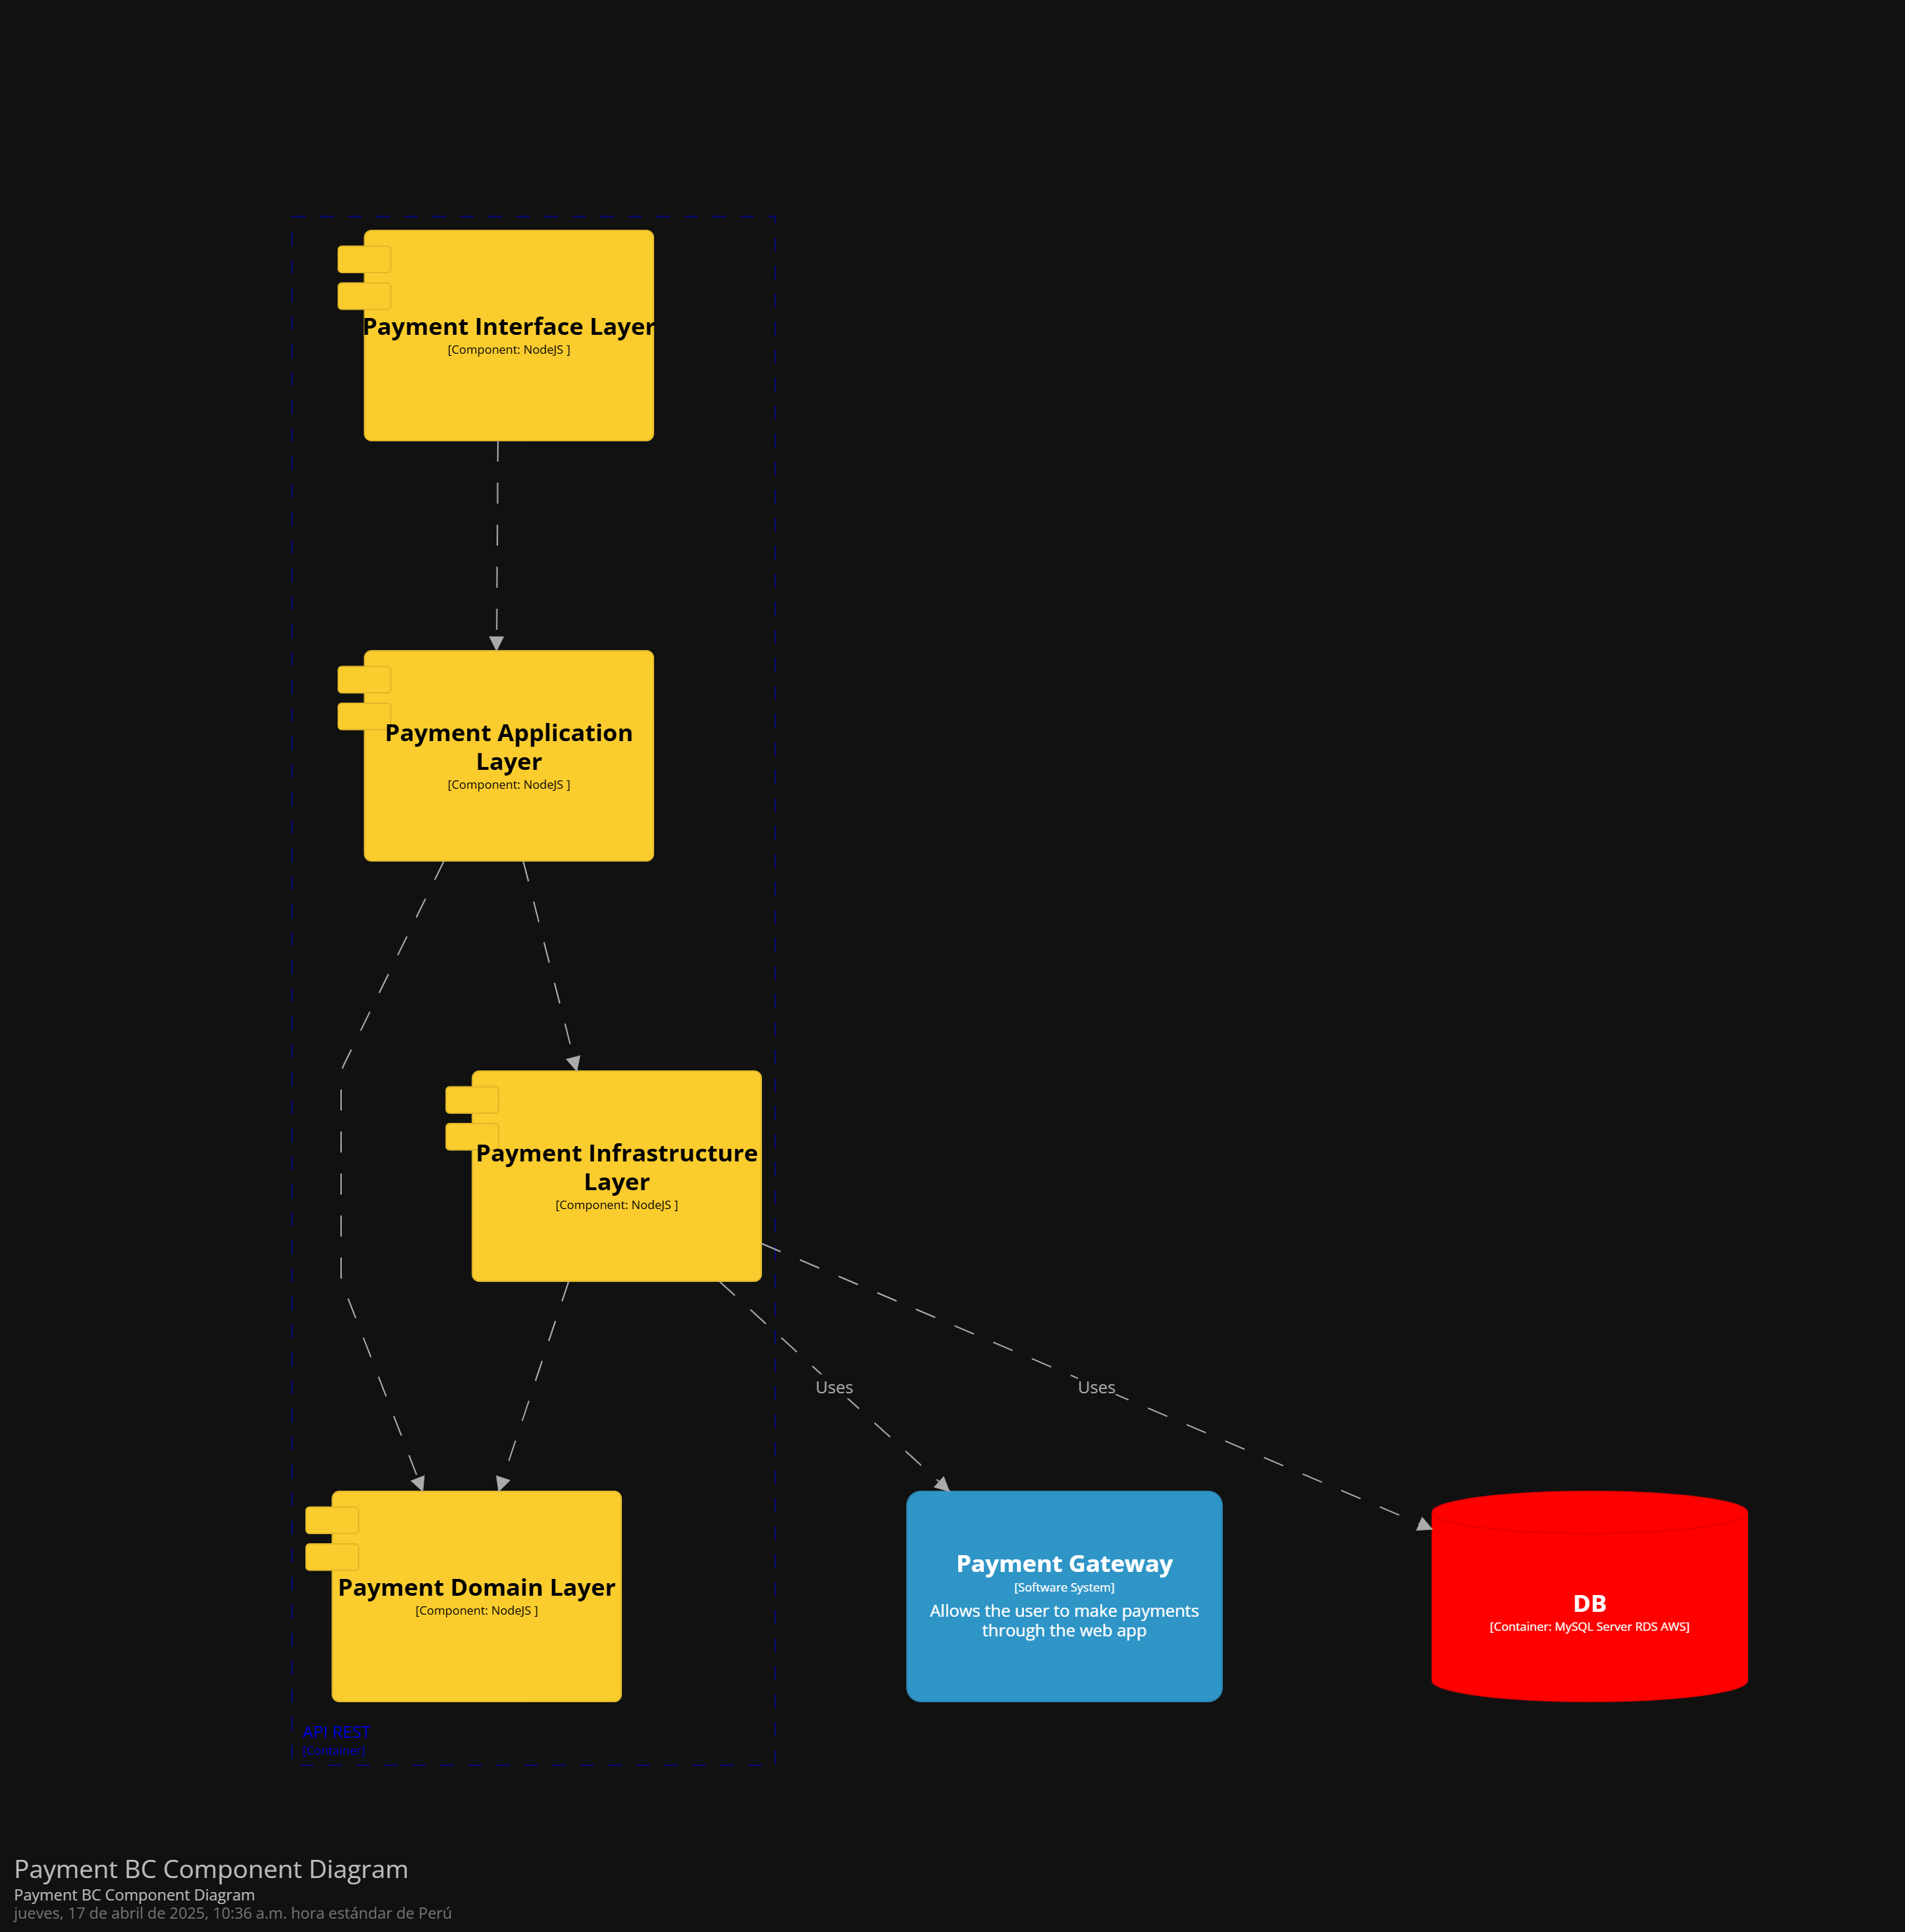 Payment Interface Layer
[Component: NodeJS ]
Payment Application
Layer
[Component: NodeJS ]
Payment Infrastructure
Layer
[Component: NodeJS ]
Uses
Uses
Payment Domain Layer
[Component: NodeJS ]
Payment Gateway
[Software System]
Allows the user to make payments
through the web app
DB
[Container: MySQL Server RDS AWS]
API REST
[Container]
Payment BC Component Diagram
Payment BC Component Diagram
jueves, 17 de abril de 2025, 10:36 a.m. hora estándar de Perú